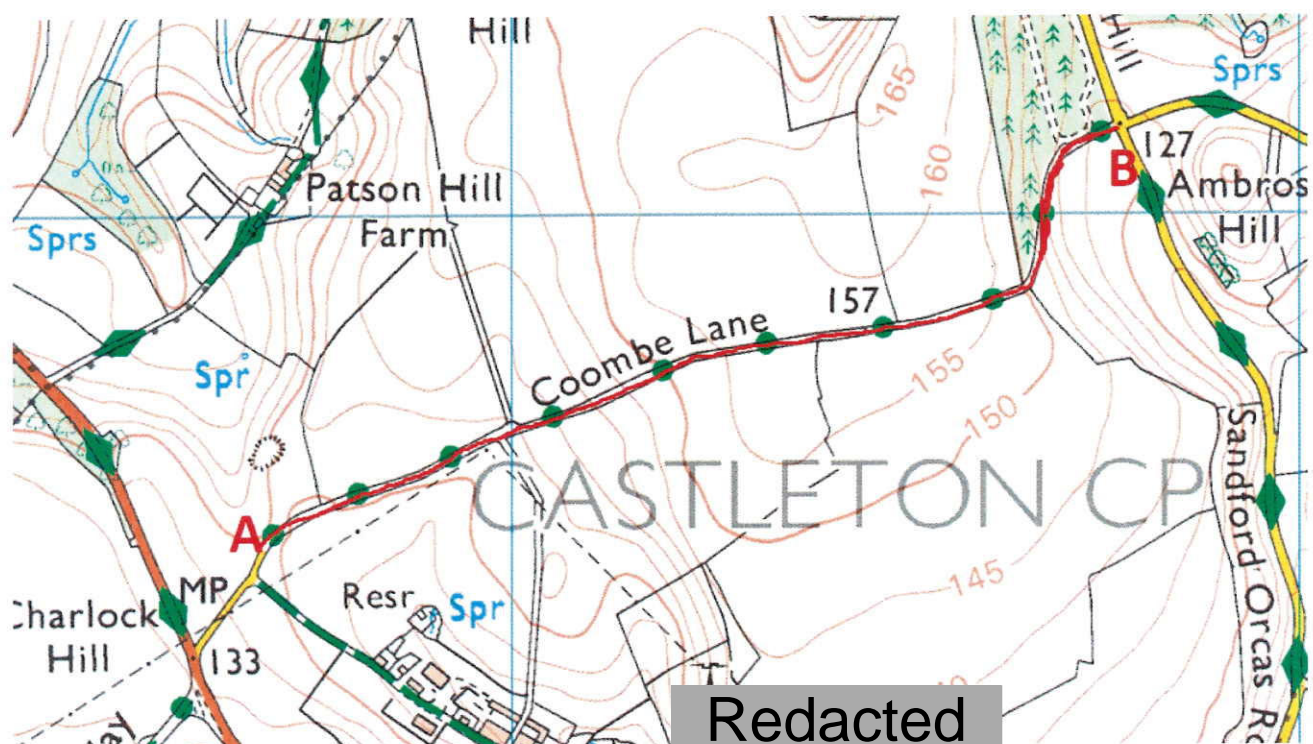 Hill
Hill
Sprs
165
160
127
B
Ambros
Hill
Patson Hill
Farm
Sprs
157
Coombe Lane
Spr
155
150
CASTLETON CP
A
Sandford Orcas R
145
MP
Resr
Spr
Charlock
Hill
133
Redacted